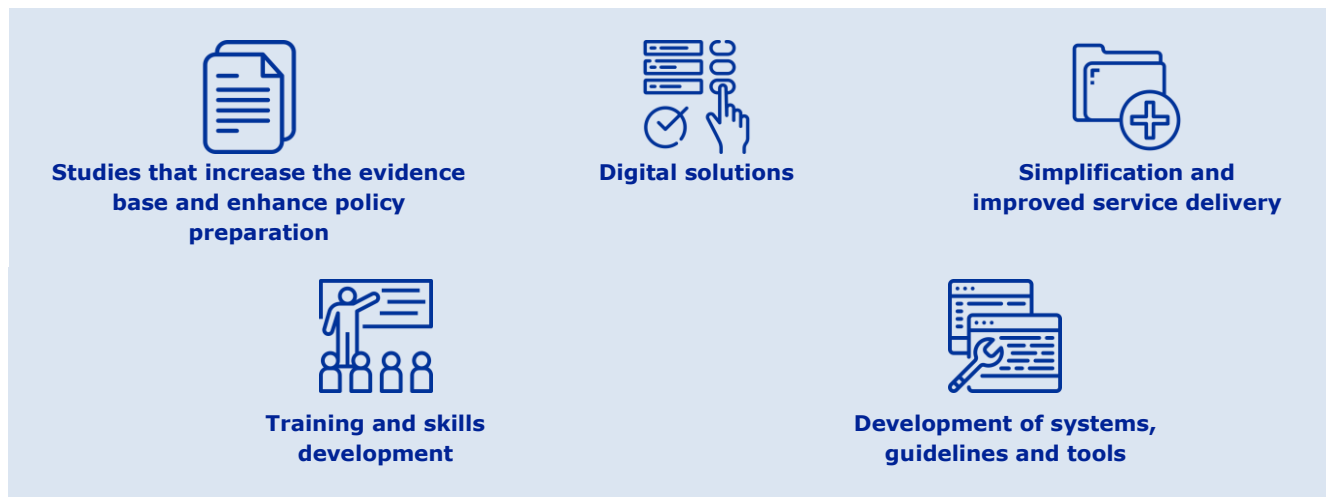 Studies that increase the evidence
base and enhance policy
preparation
Digital solutions
Simplification and
improved service delivery
Training and skills
development
Development of systems,
guidelines and tools